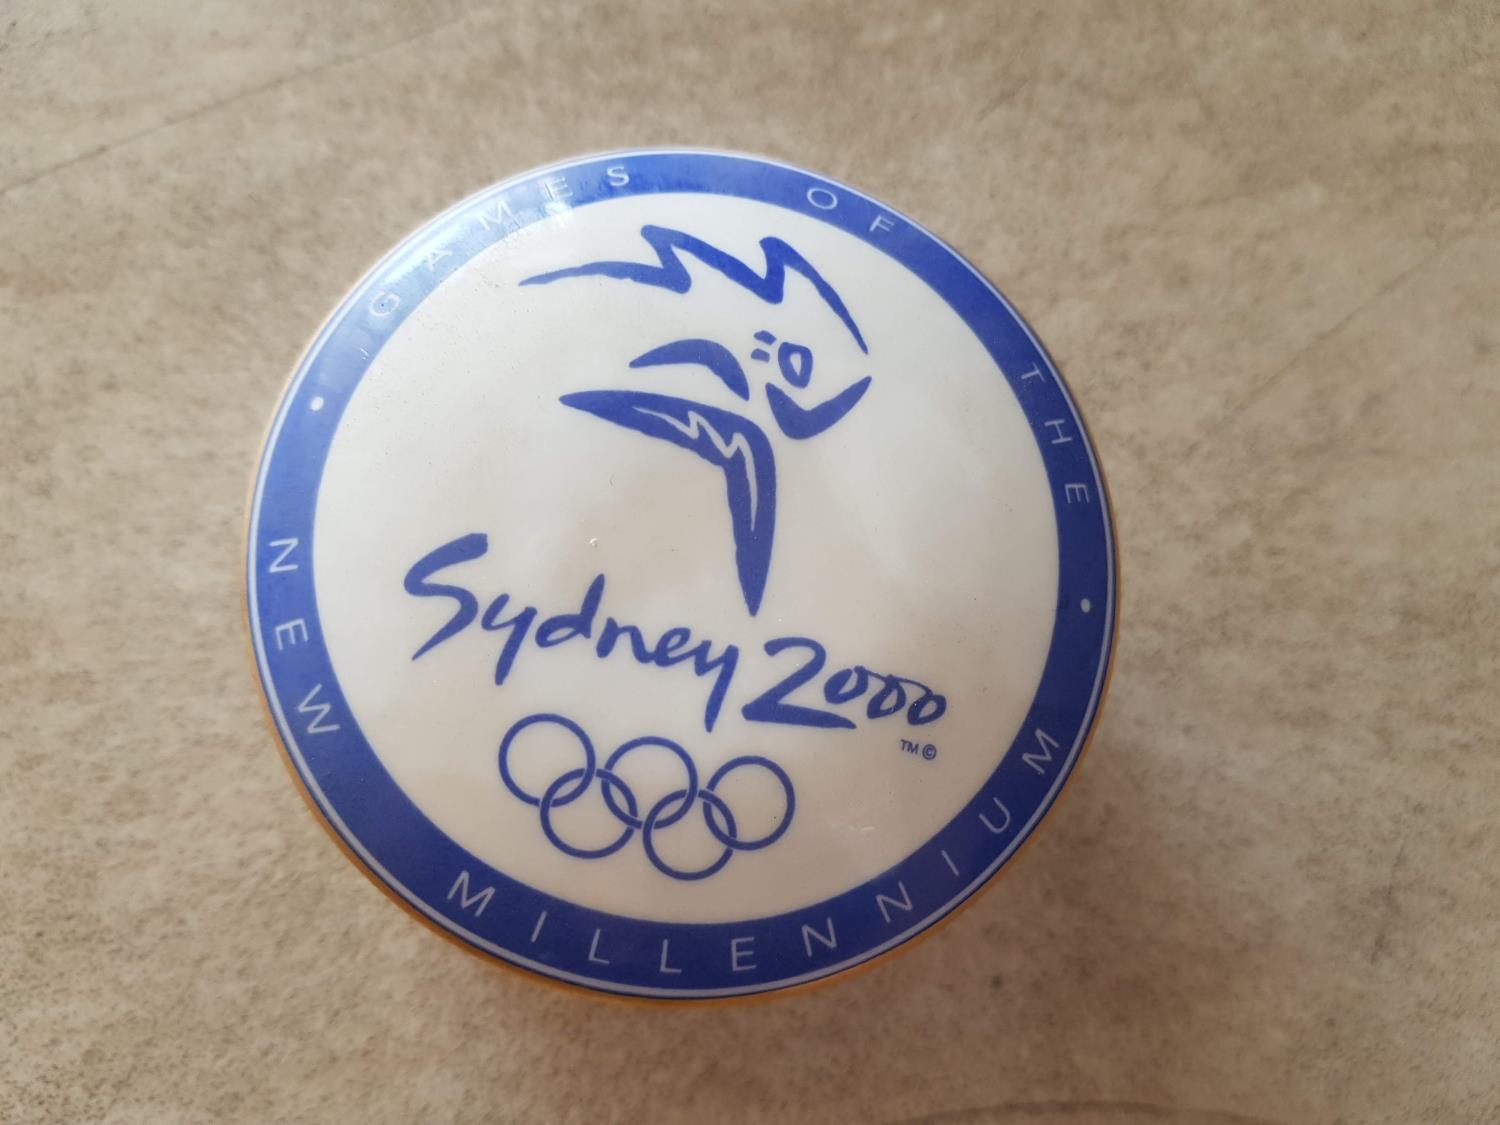 GAMES OF THE
NEW MILLENNIUM
Sydney 2000
™©